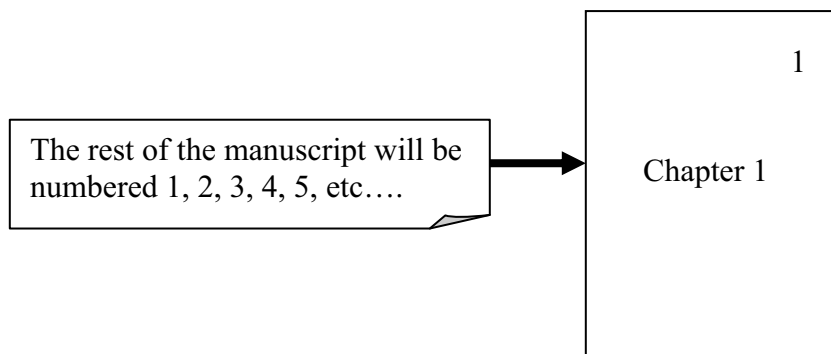 1
The rest of the manuscript will be
numbered 1, 2, 3, 4, 5, etc….
Chapter 1